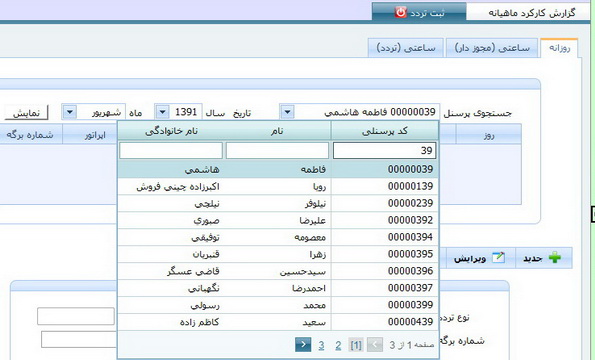 گزارش کارکرد ماهیانه
ثبت تردد
روزانه
ساعتی (مجوز دار)
ساعتی (تردد)
جستجوی پرسنل 00000039 فاطمه هاشمی تاریخ سال 1391 ماه شهریور نمایش
روز
اپراتور
شماره برگه
کد پرسنلی نام نام خانوادگی
39
00000039 فاطمه هاشمی
00000139 رویا اکبرزاده چینی فروش
00000239 نیلوفر نیلچی
00000392 علیرضا صبوری
00000394 معصومه توفیقی
00000395 زهرا قنبریان
00000396 سیدحسین قاضی عسگر
00000397 احمدرضا نگهبانی
00000399 محمد رسولی
00000439 سعید کاظم زاده
صفحه 1 از 3 [1] 2 3
جدید
ویرایش
نوع تردد
شماره برگه